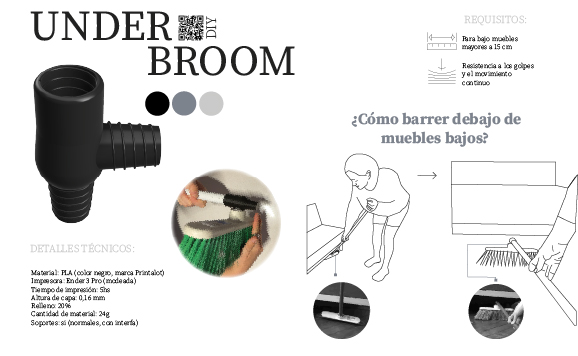 UNDER
DIY
BROOM
REQUISITOS:
Para bajo muebles
mayores a 15 cm
Resistencia a los golpes
y el movimiento
continuo
¿Cómo barrer debajo de
muebles bajos?
DETALLES TÉCNICOS:
Material: PLA (color negro, marca Printalot)
Impresora: Ender 3 Pro (modeada)
Tiempo de impresión: 5hs
Altura de capa: 0,16 mm
Relleno: 20%
Cantidad de material: 24g
Soportes: si (normales, con interfa)